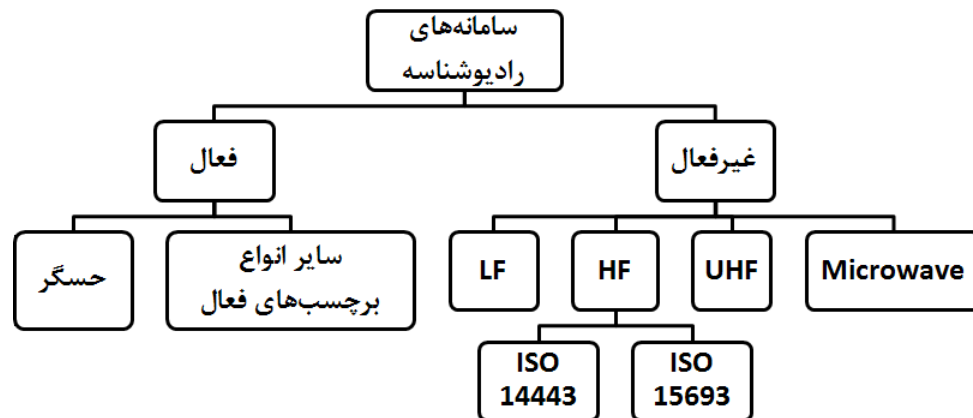 سامانه‌های
رادیوشناسه
فعال
غیرفعال
حسگر
سایر انواع
برچسب‌های فعال
LF
HF
UHF
Microwave
ISO
14443
ISO
15693